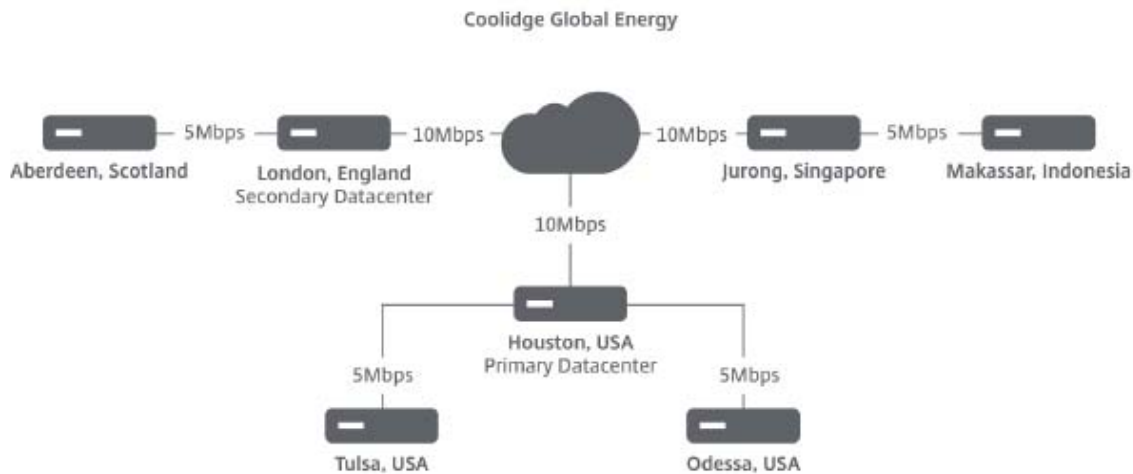 Coolidge Global Energy
5Mbps
10Mbps
10Mbps
5Mbps
Aberdeen, Scotland
London, England
Secondary Datacenter
Jurong, Singapore
Makassar, Indonesia
10Mbps
Houston, USA
Primary Datacenter
5Mbps
5Mbps
Tulsa, USA
Odessa, USA